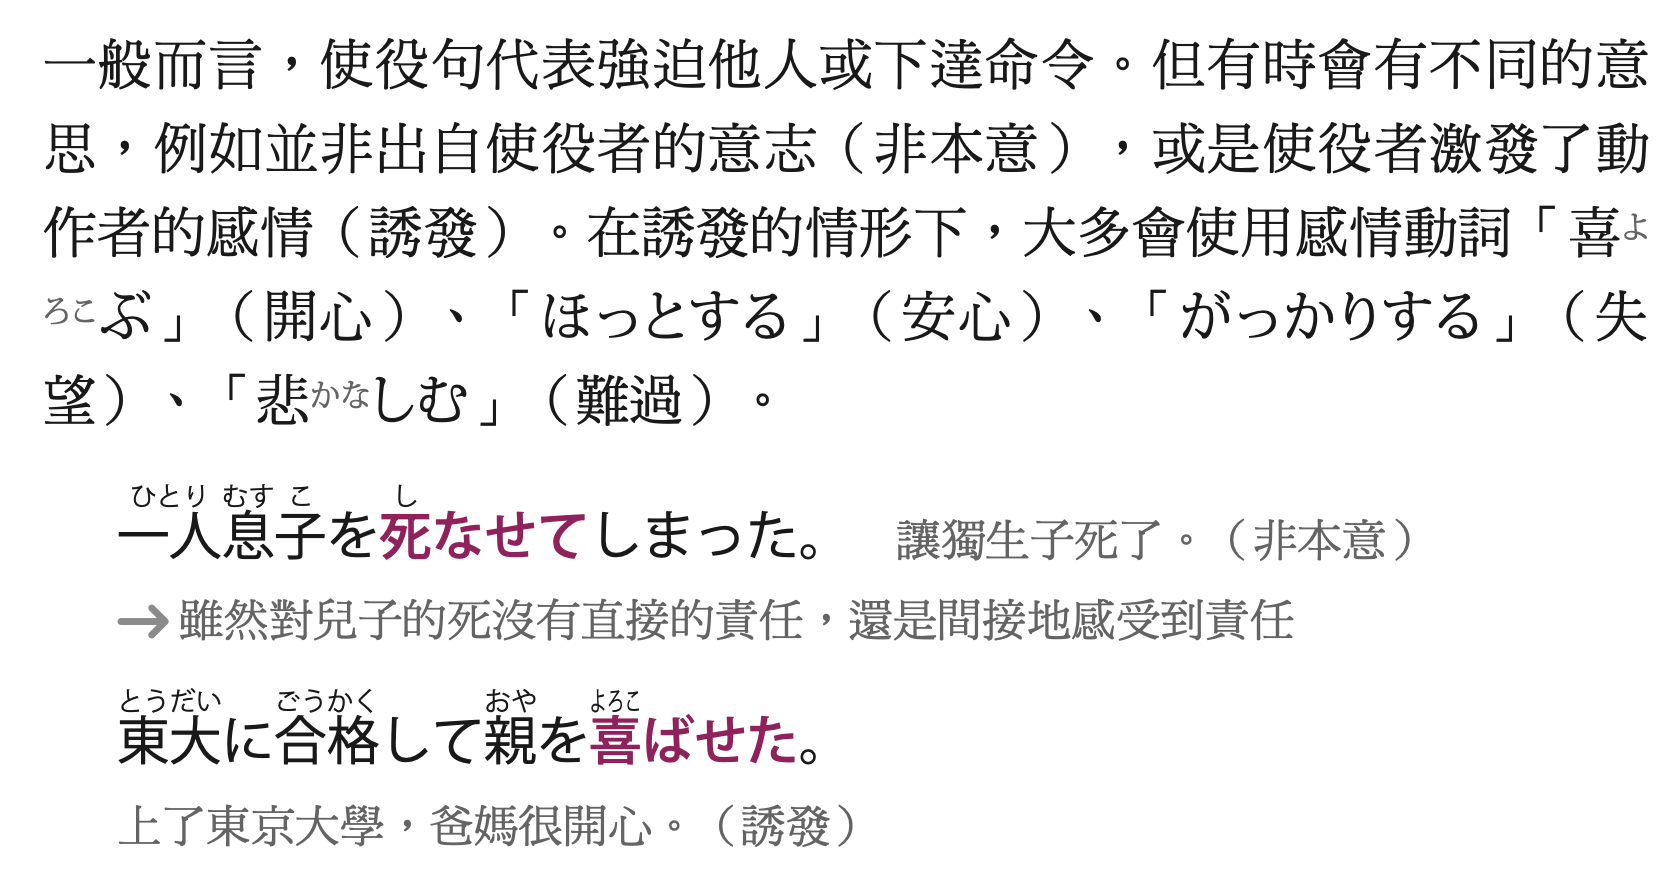 一般而言，使役句代表強迫他人或下達命令。但有時會有不同的意
思，例如並非出自使役者的意志（非本意），或是使役者激發了動
作者的感情（誘發）。在誘發的情形下，大多會使用感情動詞「喜よ
ろこぶ」（開心）、「ほっとする」（安心）、「がっかりする」（失
望）、「悲かなしむ」（難過）。
ひとり むす こ し
一人息子を死なせてしまった。 讓獨生子死了。（非本意）
→雖然對兒子的死沒有直接的責任，還是間接地感受到責任
とうだい ごうかく おや よろこ
東大に合格して親を喜ばせた。
上了東京大學，爸媽很開心。（誘發）